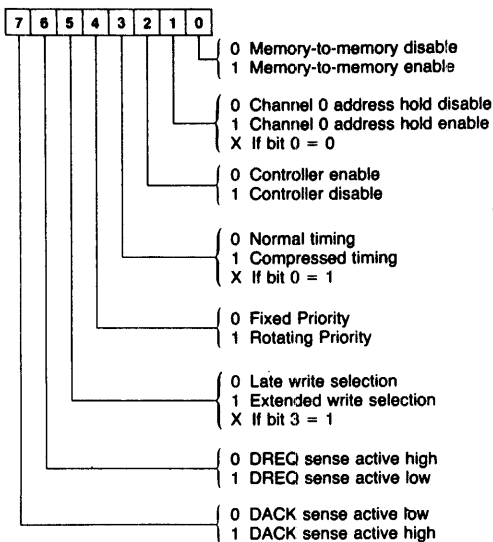 7 6 5 4 3 2 1 0
0 Memory-to-memory disable
1 Memory-to-memory enable
0 Channel 0 address hold disable
1 Channel 0 address hold enable
X If bit 0 = 0
0 Controller enable
1 Controller disable
0 Normal timing
1 Compressed timing
X If bit 0 = 1
0 Fixed Priority
1 Rotating Priority
0 Late write selection
1 Extended write selection
X If bit 3 = 1
0 DREQ sense active high
1 DREQ sense active low
0 DACK sense active low
1 DACK sense active high